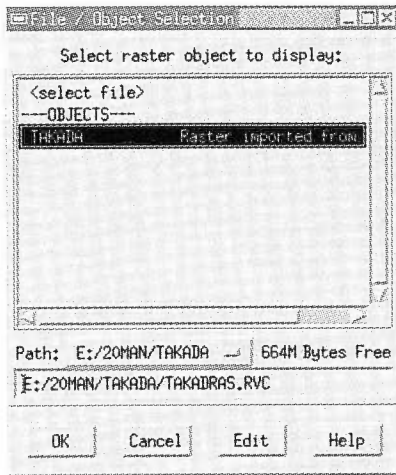 File / Object Selection
Select raster object to display:
<select file>
---OBJECTS---
TAKADA Raster imported from
Path: E:/20MAN/TAKADA 664M Bytes Free
E:/20MAN/TAKADA/TAKADRAS.RVC
OK Cancel Edit Help